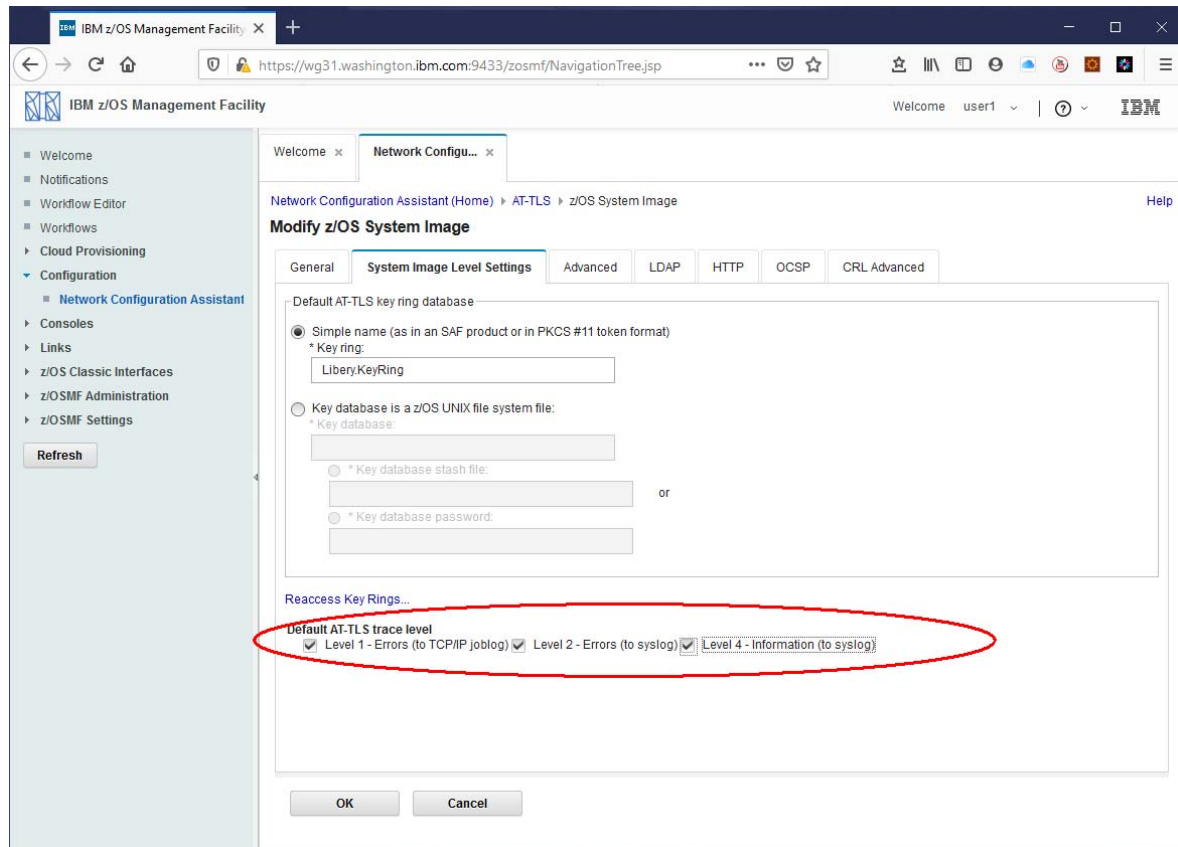 IBM z/OS Management Facility
https://wg31.washington.ibm.com:9433/zosmf/NavigationTree.jsp
IBM z/OS Management Facility
Welcome user1
IBM
Welcome
Notifications
Workflow Editor
Workflows
Cloud Provisioning
Configuration
Network Configuration Assistant
Consoles
Links
z/OS Classic Interfaces
z/OSMF Administration
z/OSMF Settings
Refresh
Welcome
Network Configu...
Network Configuration Assistant (Home) AT-TLS z/OS System Image
Help
Modify z/OS System Image
General System Image Level Settings Advanced LDAP HTTP OCSP CRL Advanced
Default AT-TLS key ring database
Simple name (as in an SAF product or in PKCS #11 token format)
* Key ring:
Libery.KeyRing
Key database is a z/OS UNIX file system file:
* Key database:
* Key database stash file:
or
* Key database password:
Reaccess Key Rings...
Default AT-TLS trace level
Level 1 - Errors (to TCP/IP joblog) Level 2 - Errors (to syslog) Level 4 - Information (to syslog)
OK Cancel